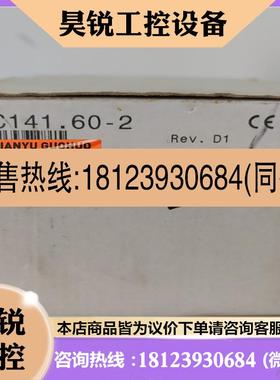 昊锐工控设备
C141.60-2
Rev. D1
售热线:18123930684(同
锐
控
本店商品皆为议价下单请咨询客服
咨询热线:18123930684 (微